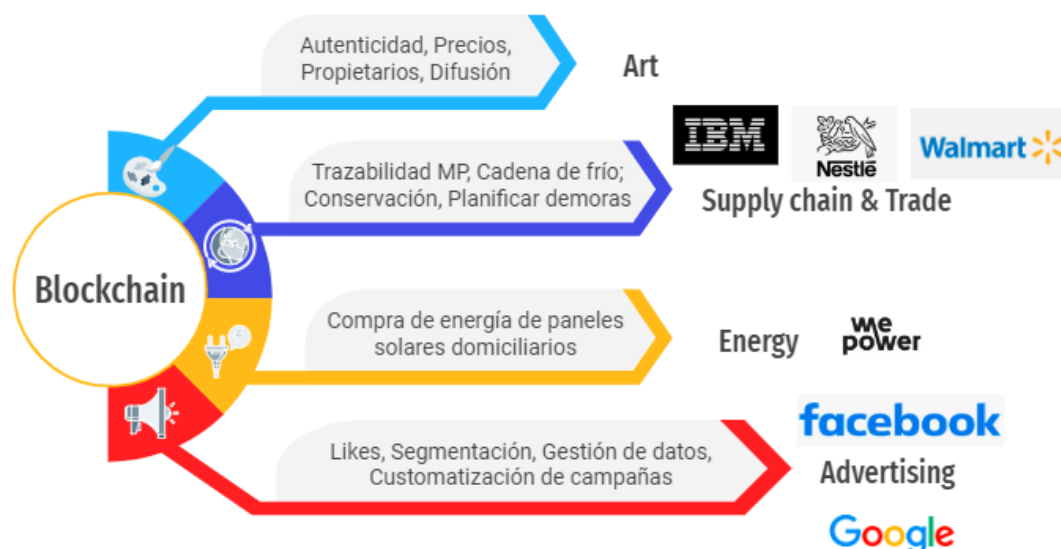 Autenticidad, Precios,
Propietarios, Difusión
Art
IBM
Nestlé
Walmart
Trazabilidad MP, Cadena de frío;
Conservación, Planificar demoras
Supply chain & Trade
Blockchain
Compra de energía de paneles
solares domiciliarios
Energy
we
power
facebook
Likes, Segmentación, Gestión de datos,
Customatización de campañas
Advertising
Google